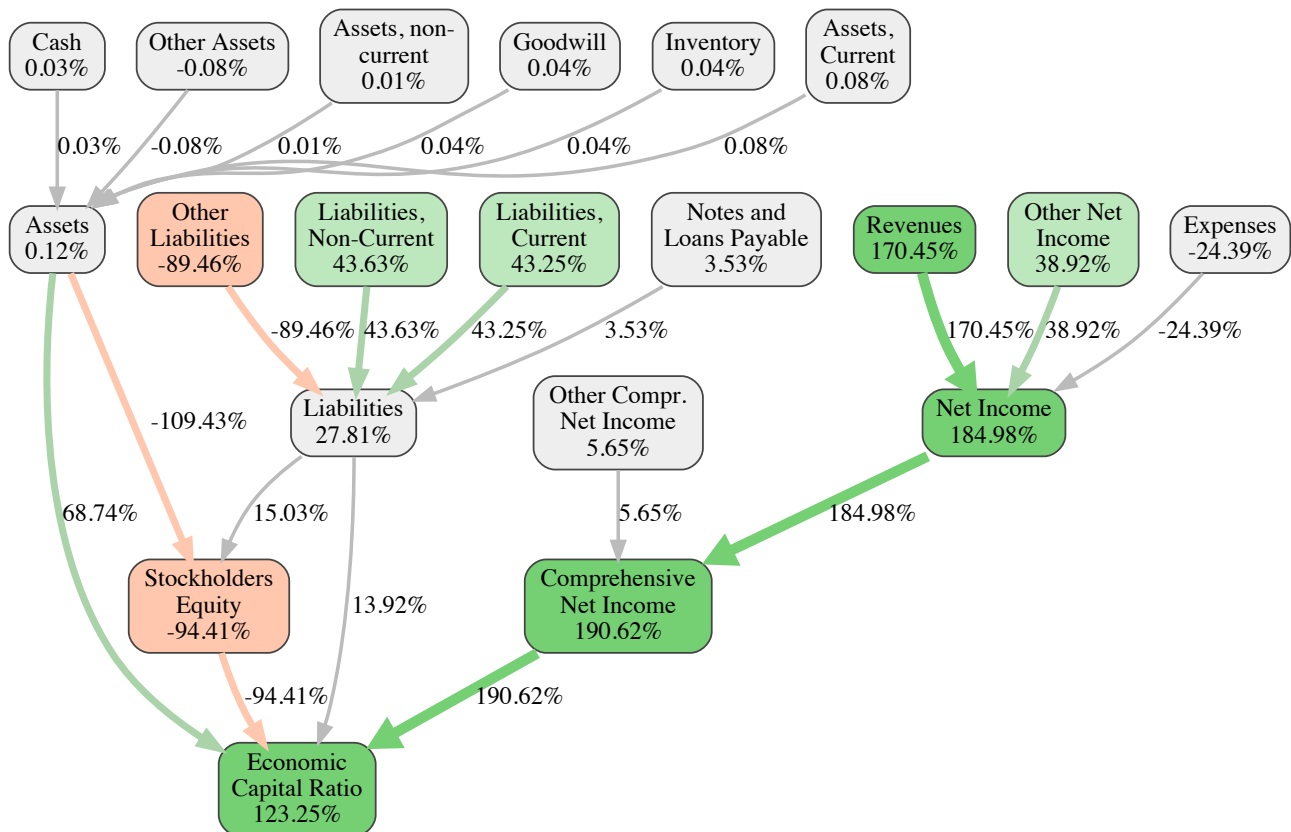 Cash
0.03%
Other Assets
-0.08%
Assets, non-
current
0.01%
Goodwill
0.04%
Inventory
0.04%
Assets,
Current
0.08%
0.03%
-0.08%
0.01%
0.04%
0.04%
0.08%
Assets
0.12%
Other
Liabilities
-89.46%
Liabilities,
Non-Current
43.63%
Liabilities,
Current
43.25%
Notes and
Loans Payable
3.53%
Revenues
170.45%
Other Net
Income
38.92%
Expenses
-24.39%
-89.46%
43.63%
43.25%
3.53%
170.45%
38.92%
-24.39%
-109.43%
Liabilities
27.81%
Other Compr.
Net Income
5.65%
Net Income
184.98%
68.74%
15.03%
5.65%
184.98%
Stockholders
Equity
-94.41%
13.92%
Comprehensive
Net Income
190.62%
-94.41%
190.62%
Economic
Capital Ratio
123.25%